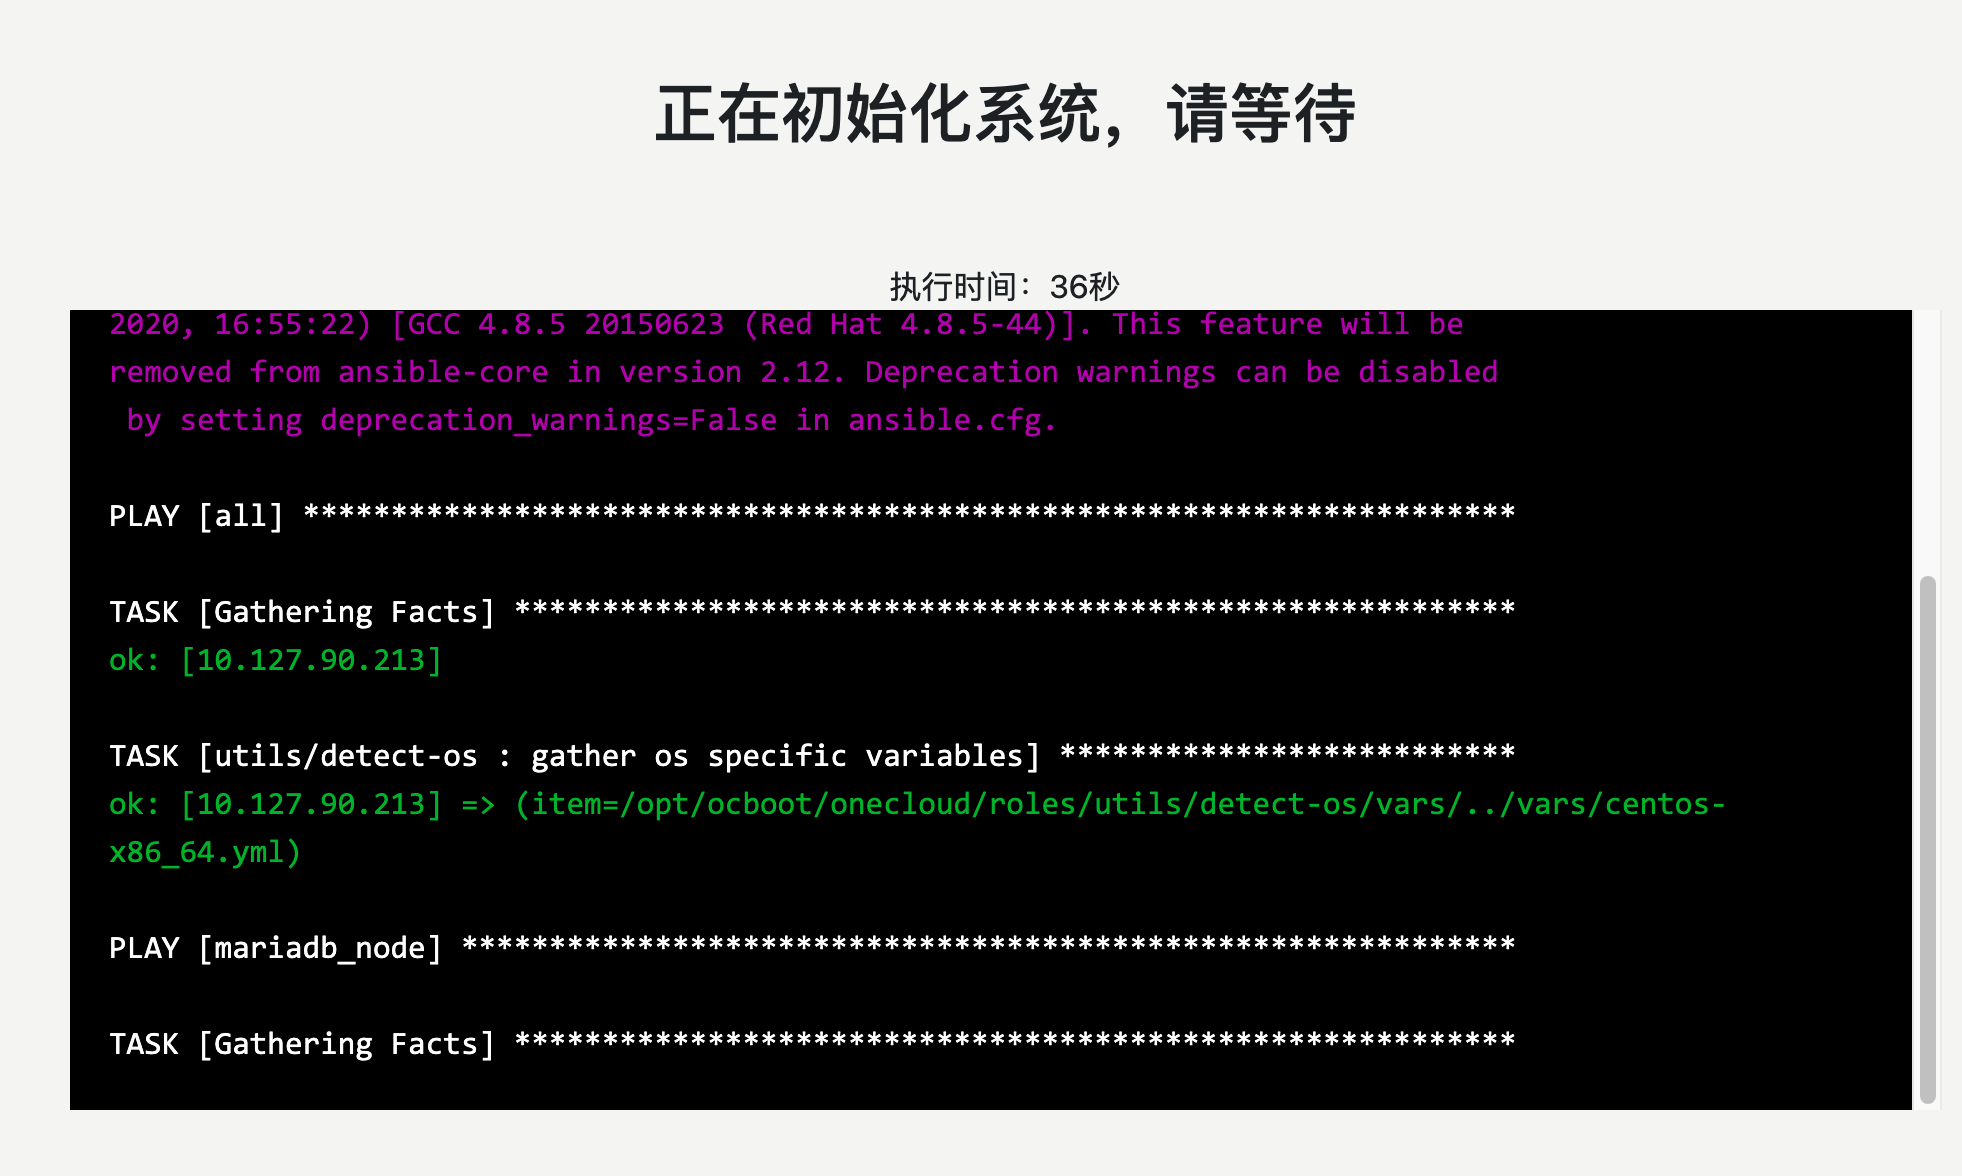 正在初始化系统，请等待
执行时间：36秒
2020, 16:55:22) [GCC 4.8.5 20150623 (Red Hat 4.8.5-44)]. This feature will be
removed from ansible-core in version 2.12. Deprecation warnings can be disabled
 by setting deprecation_warnings=False in ansible.cfg.
PLAY [all] *********************************************************************
TASK [Gathering Facts] *********************************************************
ok: [10.127.90.213]
TASK [utils/detect-os : gather os specific variables] **************************
ok: [10.127.90.213] => (item=/opt/ocboot/onecloud/roles/utils/detect-os/vars/../vars/centos-
x86_64.yml)
PLAY [mariadb_node] ************************************************************
TASK [Gathering Facts] *********************************************************